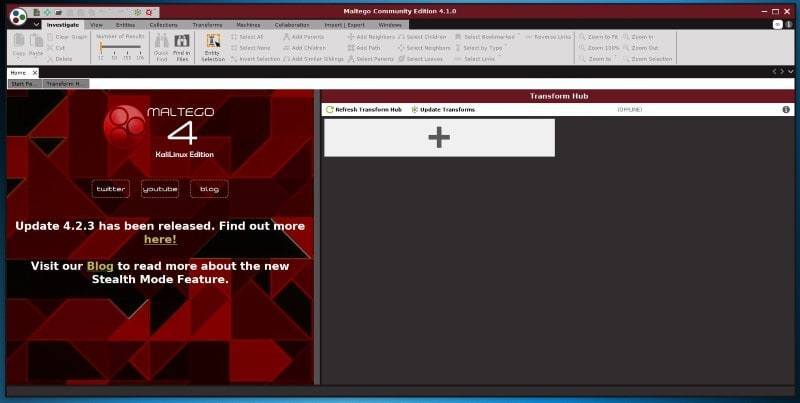 Maltego Community Edition 4.1.0
Investigate View Entities Collections Transforms Machines Collaboration Import | Export Windows
Copy Paste Clear Graph Cut Delete
Number of Results
12 50 255 10k
Quick Find
Find in Files
Entity Selection
Select All Select None Invert Selection
Add Parents Add Children Add Similar Siblings
Add Neighbors Add Path Select Parents
Select Children Select Neighbors Select Leaves
Select Bookmarked Select by Type Select Links
Reverse Links
Zoom to Fit Zoom 100% Zoom to
Zoom In Zoom Out Zoom Selection
Home
Start Pa... Transform H...
MALTEGO
4
KaliLinux Edition
twitter youtube blog
Update 4.2.3 has been released. Find out more
here!
Visit our Blog to read more about the new
Stealth Mode Feature.
Transform Hub
Refresh Transform Hub Update Transforms (OFFLINE)